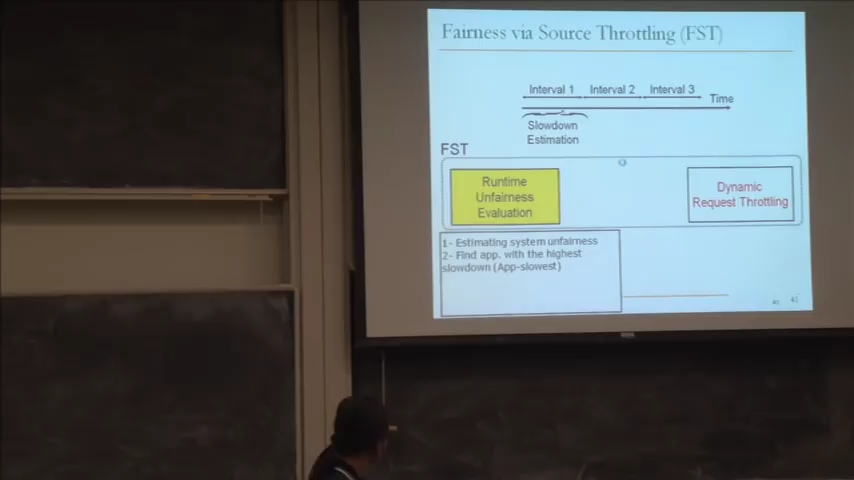 Fairness via Source Throttling (FST)
Interval 1 Interval 2 Interval 3
Time
Slowdown
Estimation
FST
Runtime
Unfairness
Evaluation
Dynamic
Request Throttling
1- Estimating system unfairness
2- Find app. with the highest
slowdown (App-slowest)